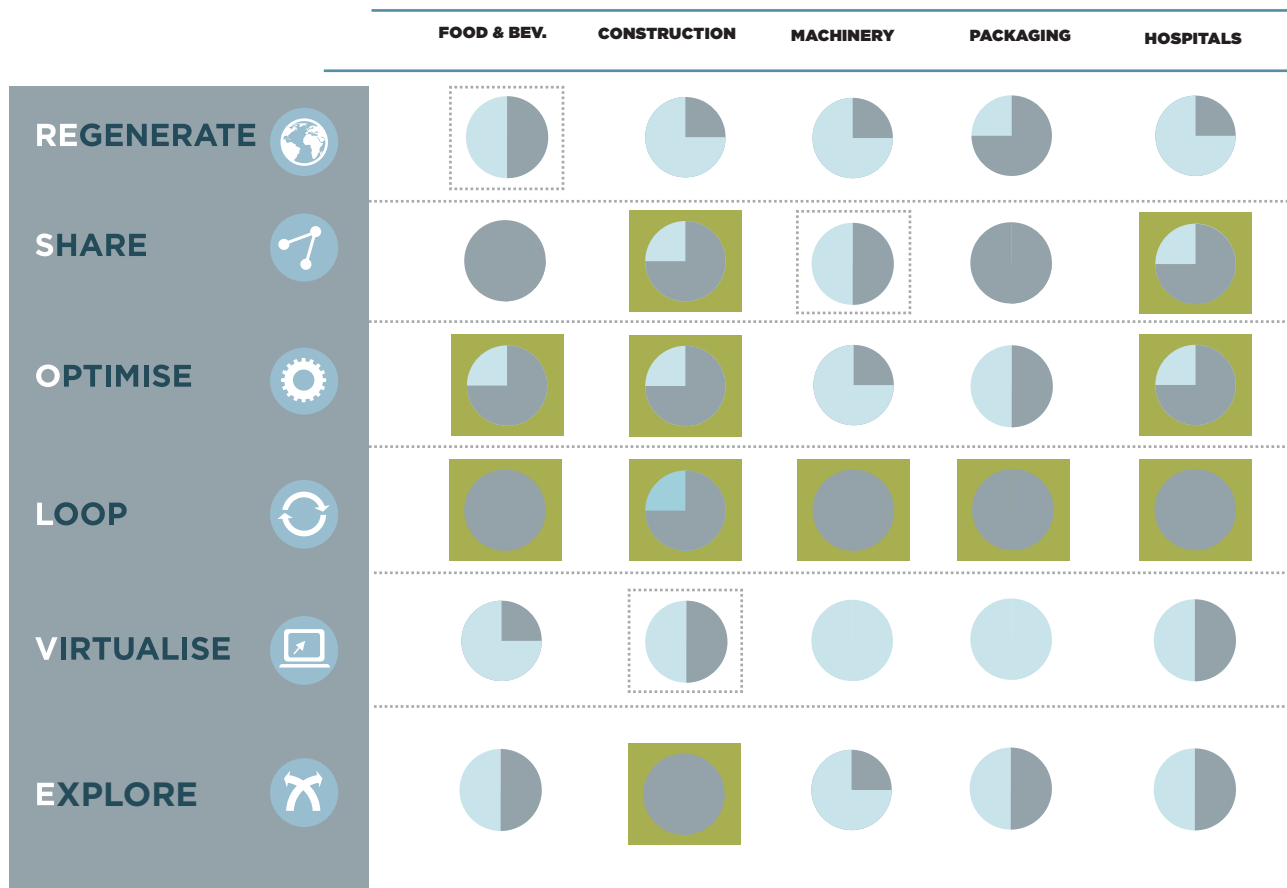 FOOD & BEV. CONSTRUCTION MACHINERY PACKAGING HOSPITALS
REGENERATE
SHARE
OPTIMISE
LOOP
VIRTUALISE
EXPLORE